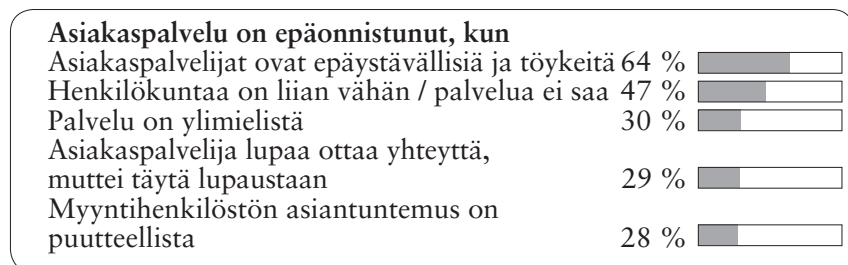 Asiakaspalvelu on epäonnistunut, kun
Asiakaspalvelijat ovat epäystävällisiä ja töykeitä 64 %
Henkilökuntaa on liian vähän / palvelua ei saa 47 %
Palvelu on ylimielistä 30 %
Asiakaspalvelija lupaa ottaa yhteyttä,
muttei täytä lupaustaan 29 %
Myyntihenkilöstön asiantuntemus on
puutteellista 28 %